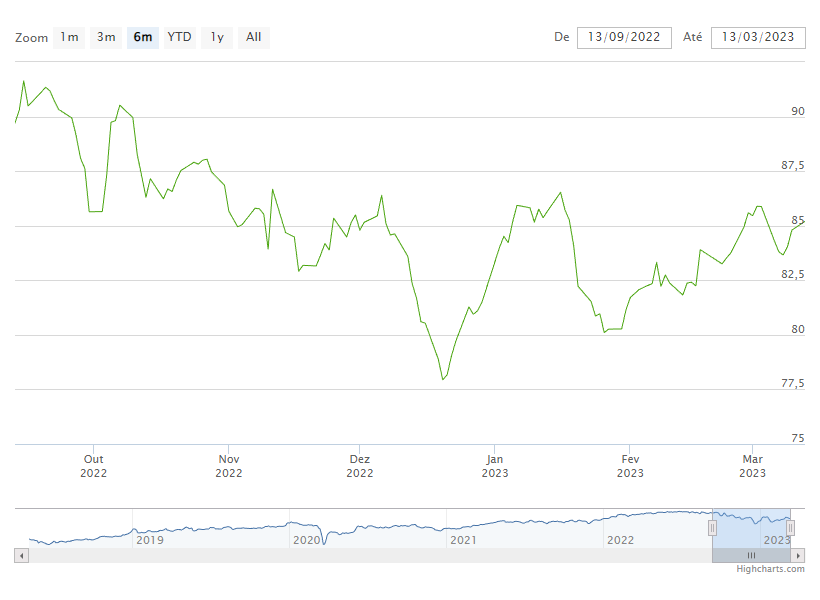 Zoom 1m 3m 6m YTD 1y All De 13/09/2022 Até 13/03/2023
90
87,5
85
82,5
80
77,5
75
Out Nov Dez Jan Fev Mar
2022 2022 2022 2023 2023 2023
2019 2020 2021 2022 2023
Highcharts.com